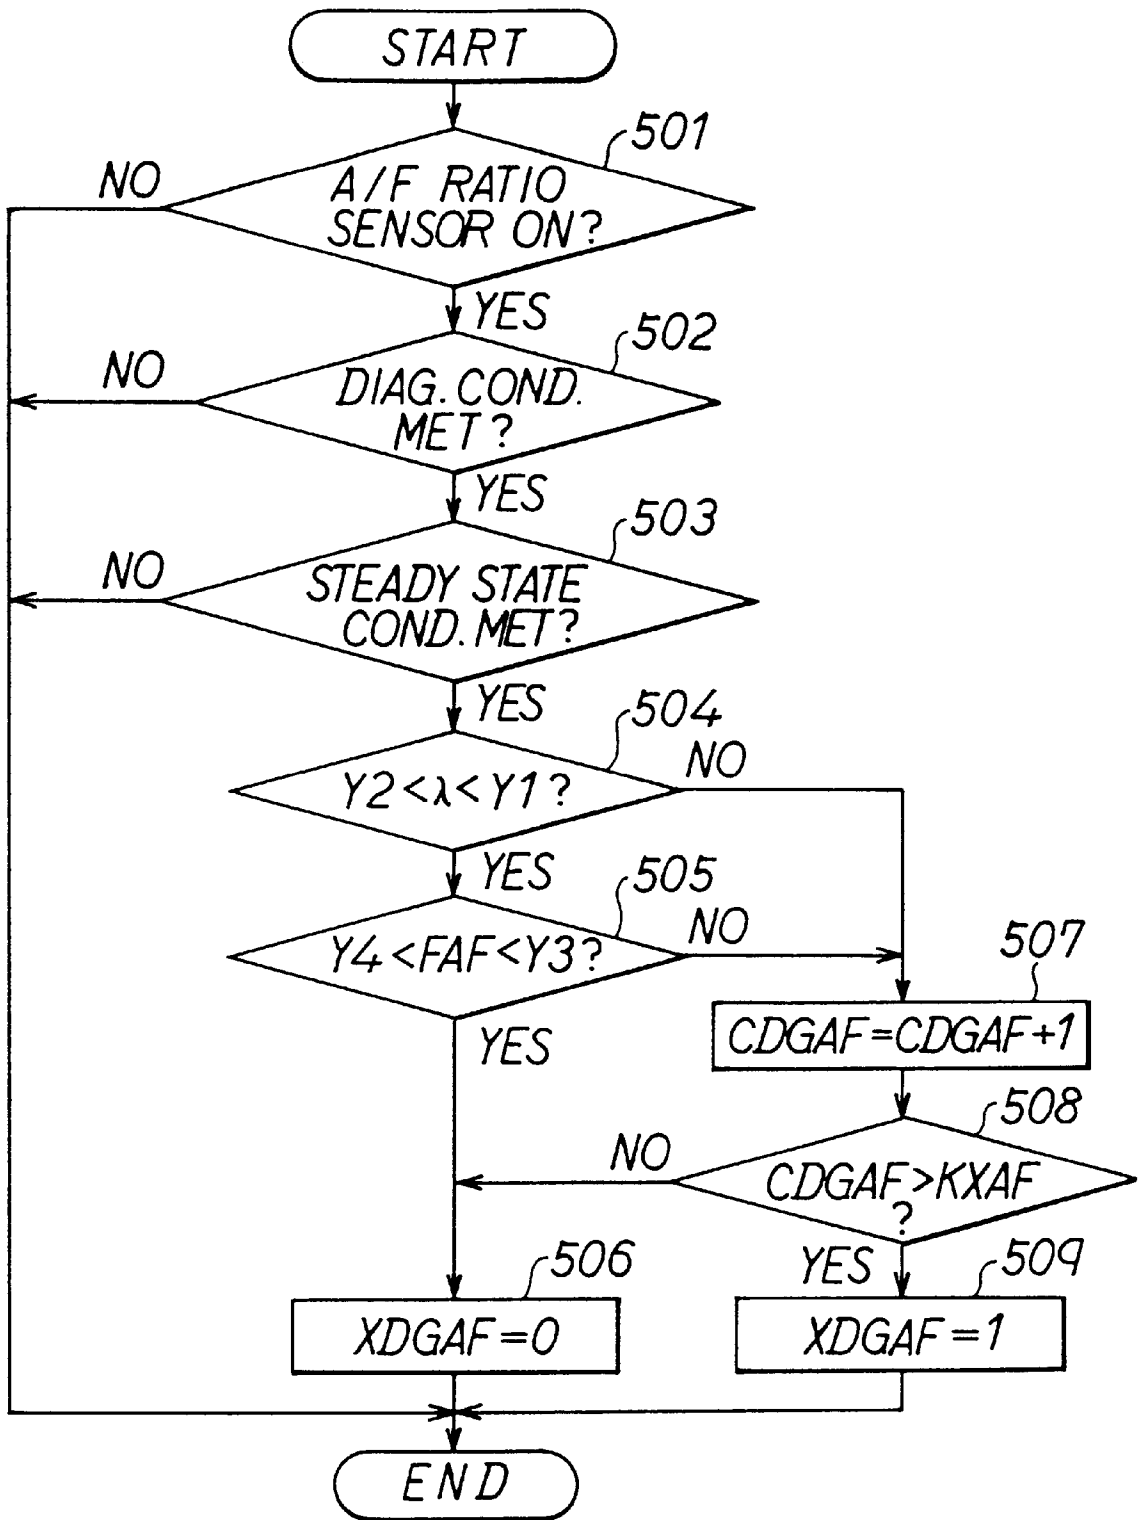 START
501
NO
A/F RATIO
SENSOR ON?
YES
502
NO
DIAG. COND.
MET?
YES
503
NO
STEADY STATE
COND. MET?
YES
504
NO
Y2<λ<Y1?
YES
505
NO
Y4<FAF<Y3?
507
YES
CDGAF=CDGAF+1
508
NO
CDGAF>KXAF
?
506
YES
509
XDGAF=0
XDGAF=1
END